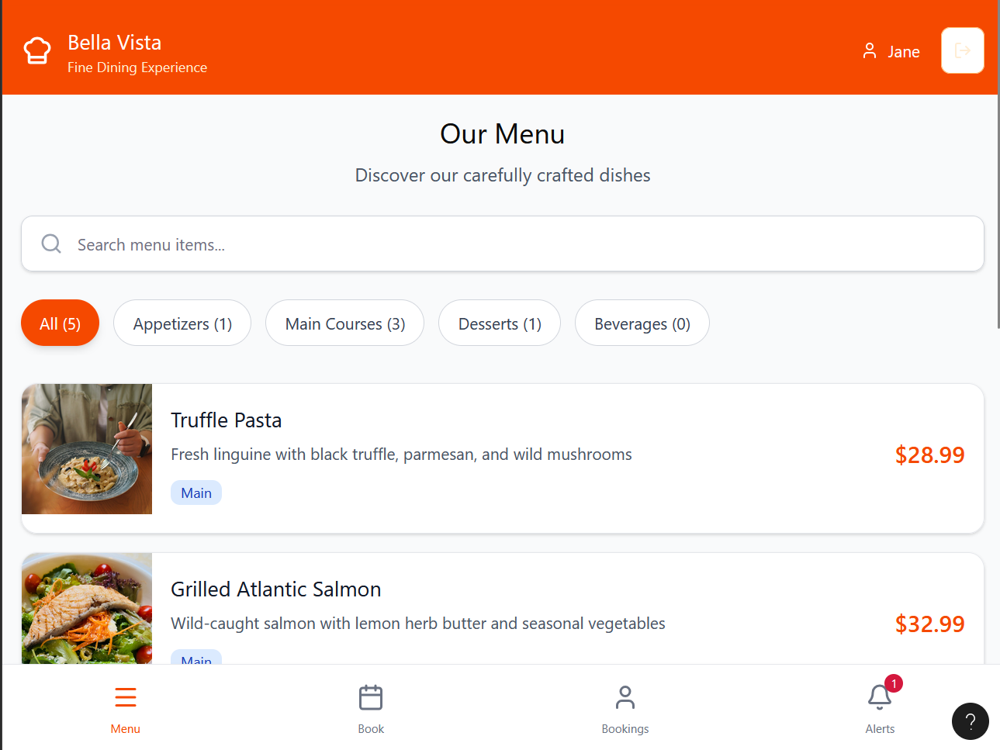 Bella Vista
Fine Dining Experience
Jane
Our Menu
Discover our carefully crafted dishes
Search menu items...
All (5)
Appetizers (1)
Main Courses (3)
Desserts (1)
Beverages (0)
Truffle Pasta
Fresh linguine with black truffle, parmesan, and wild mushrooms
$28.99
Main
Grilled Atlantic Salmon
Wild-caught salmon with lemon herb butter and seasonal vegetables
$32.99
Main
1
Menu
Book
Bookings
Alerts
?